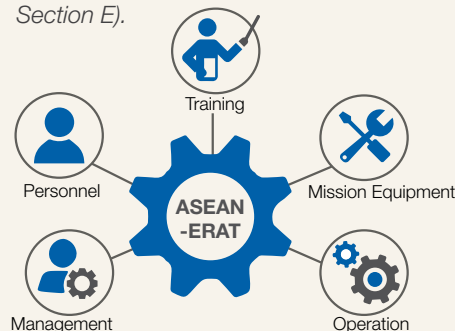 Section E).
Training
Personnel
Mission Equipment
ASEAN
-ERAT
Management
Operation